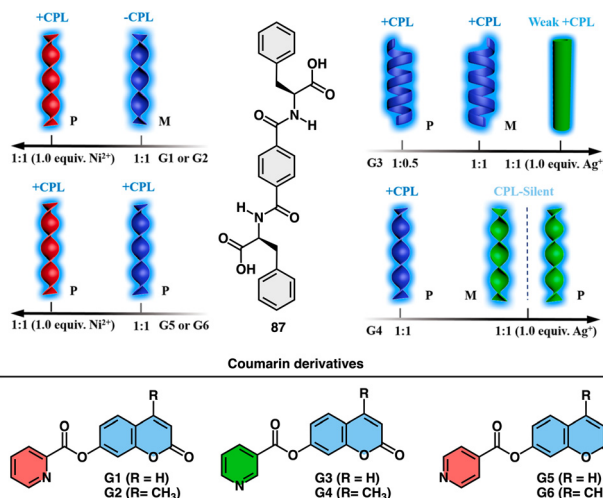 +CPL
-CPL
P
M
1:1 (1.0 equiv. Ni²⁺)
1:1
G1 or G2
+CPL
+CPL
P
P
1:1 (1.0 equiv. Ni²⁺)
1:1
G5 or G6
OH
O
N
H
O
H
N
O
O
OH
87
+CPL
+CPL
Weak +CPL
P
M
G3
1:0.5
1:1
1:1 (1.0 equiv. Ag⁺
+CPL
CPL-Silent
P
M
P
G4
1:1
1:1 (1.0 equiv. Ag⁺)
Coumarin derivatives
R
O
N
O
O
O
G1 (R = H)
G2 (R= CH₃)
R
O
N
O
O
O
G3 (R = H)
G4 (R= CH₃)
R
O
N
O
O
G5 (R = H)
G6 (R= CH